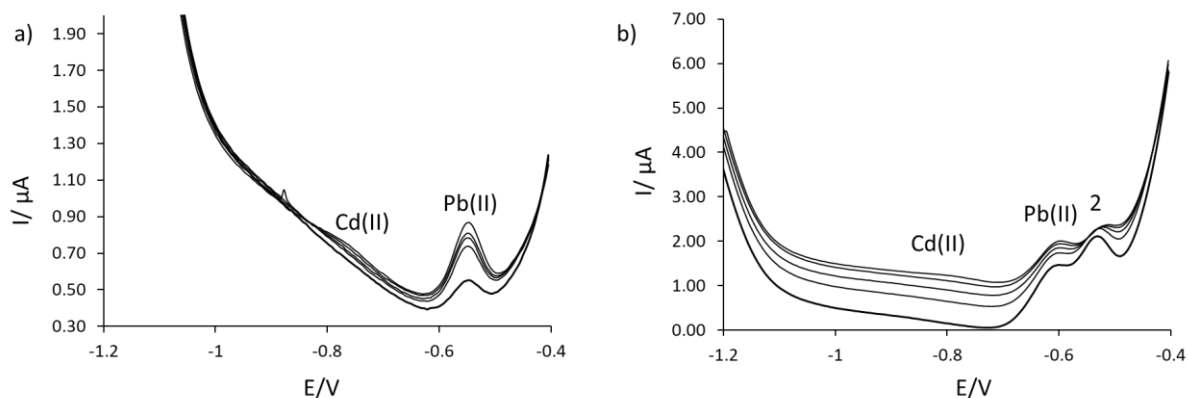 a)
1.90
1.70
1.50
1.30
1.10
0.90
0.70
0.50
0.30
I/ µA
Cd(II)
Pb(II)
-1.2
-1
-0.8
-0.6
-0.4
E/V
b)
7.00
6.00
5.00
4.00
3.00
2.00
1.00
0.00
I/ µA
Cd(II)
Pb(II)
2
-1.2
-1
-0.8
-0.6
-0.4
E/V